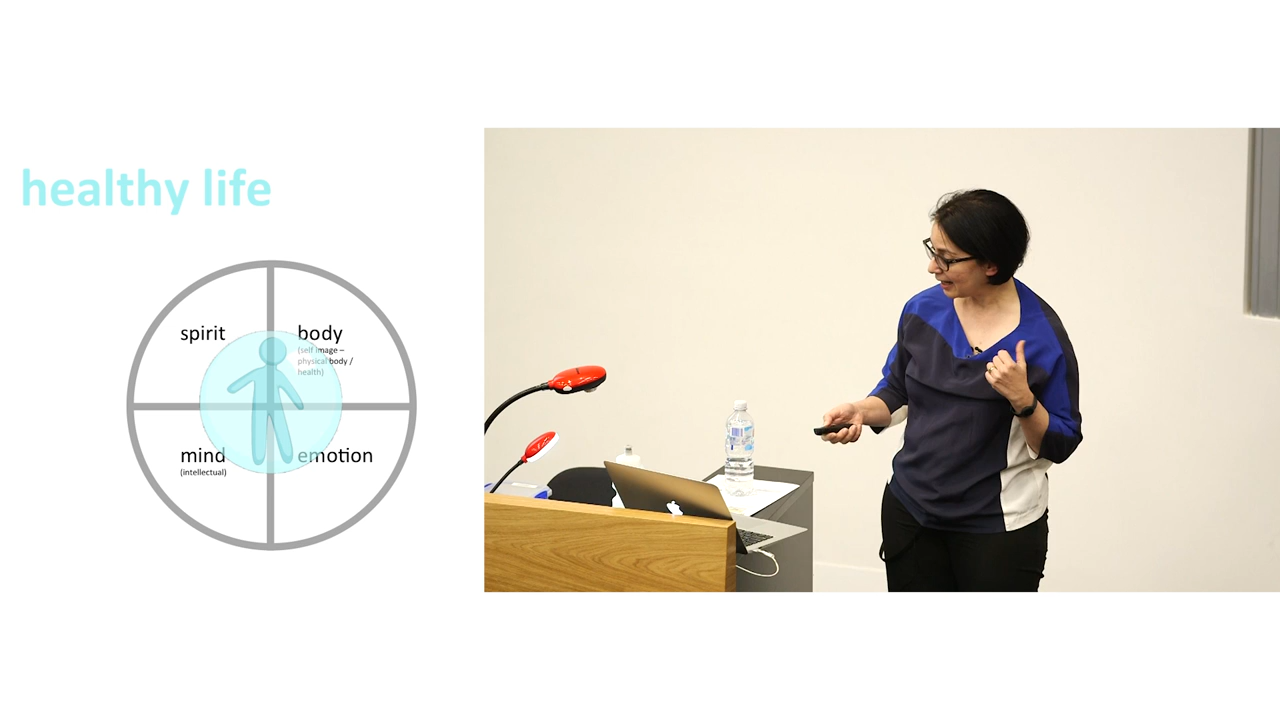 healthy life
spirit
body
(self image –
physical body /
health)
mind
(intellectual)
emotion